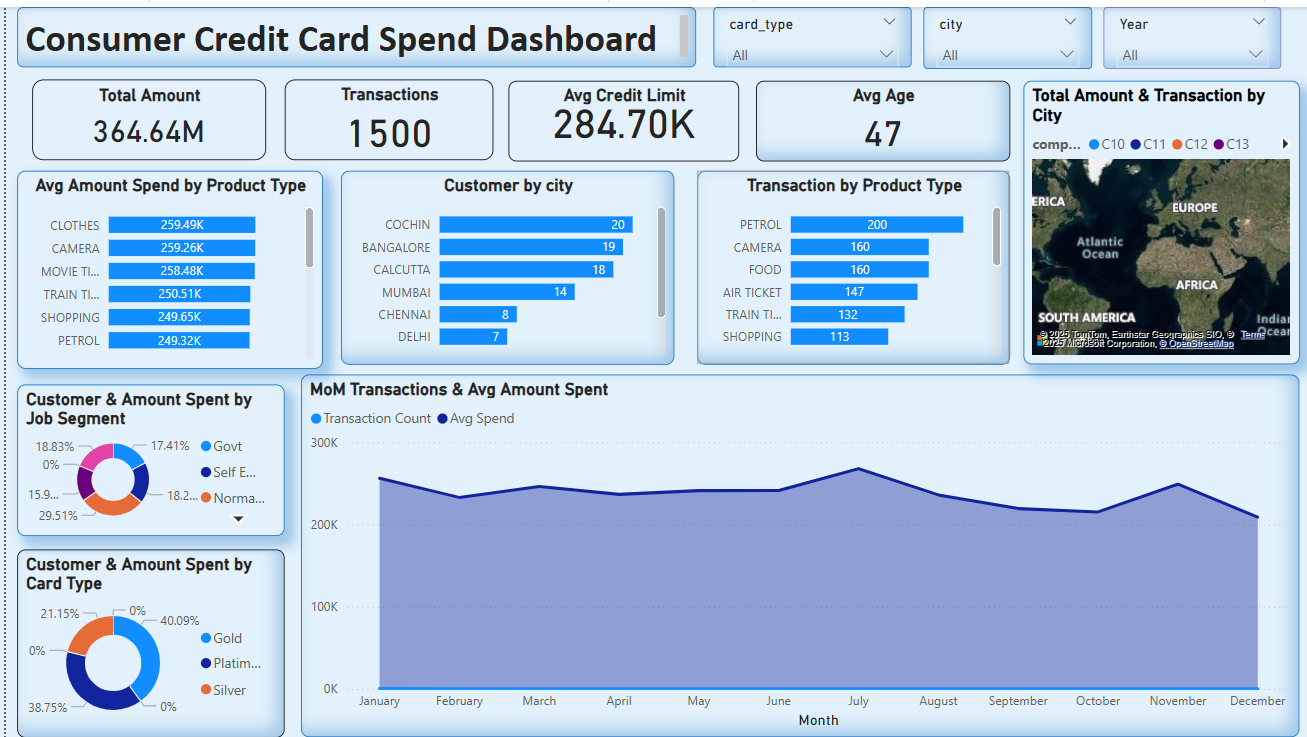 Consumer Credit Card Spend Dashboard
card_type
All
city
All
Year
All
Total Amount
364.64M
Transactions
1500
Avg Credit Limit
284.70K
Avg Age
47
Total Amount & Transaction by
City
comp... C10 C11 C12 C13
ERICA
EUROPE
Atlantic
Ocean
AFRICA
SOUTH AMERICA
Indian
Ocean
© 2025 TomTom, Earthstar Geographics SIO, © Terms
2025 Microsoft Corporation, © OpenStreetMap
Avg Amount Spend by Product Type
CLOTHES 259.49K
CAMERA 259.26K
MOVIE TI... 258.48K
TRAIN TI... 250.51K
SHOPPING 249.65K
PETROL 249.32K
Customer by city
COCHIN 20
BANGALORE 19
CALCUTTA 18
MUMBAI 14
CHENNAI 8
DELHI 7
Transaction by Product Type
PETROL 200
CAMERA 160
FOOD 160
AIR TICKET 147
TRAIN TI... 132
SHOPPING 113
Customer & Amount Spent by
Job Segment
18.83%
17.41%
0%
15.9...
18.2...
29.51%
Govt
Self E...
Norma...
Customer & Amount Spent by
Card Type
21.15%
0%
40.09%
0%
38.75%
0%
Gold
Platim...
Silver
MoM Transactions & Avg Amount Spent
Transaction Count Avg Spend
300K
200K
100K
0K
January February March April May June July August September October November December
Month